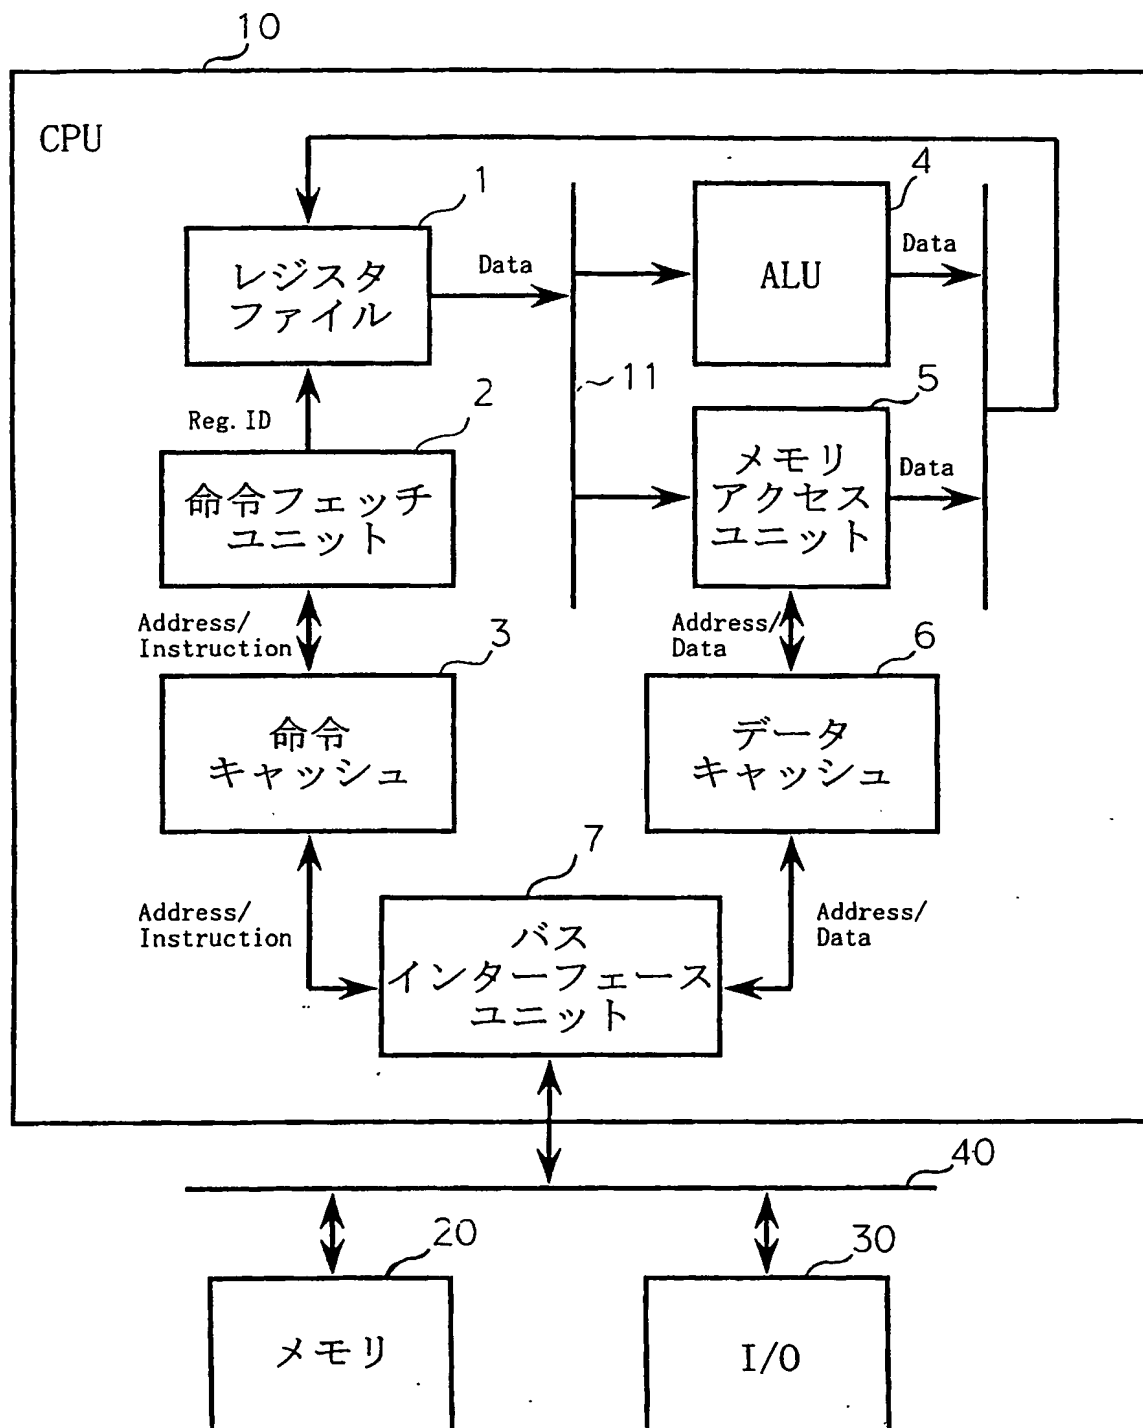 10
CPU
1
レジスタ
ファイル
Data
4
ALU
Data
11
Reg. ID
2
命令フェッチ
ユニット
5
メモリ
アクセス
ユニット
Data
Address/
Instruction
3
命令
キャッシュ
Address/
Data
6
データ
キャッシュ
7
Address/
Instruction
バス
インターフェース
ユニット
Address/
Data
40
20
メモリ
30
I/O